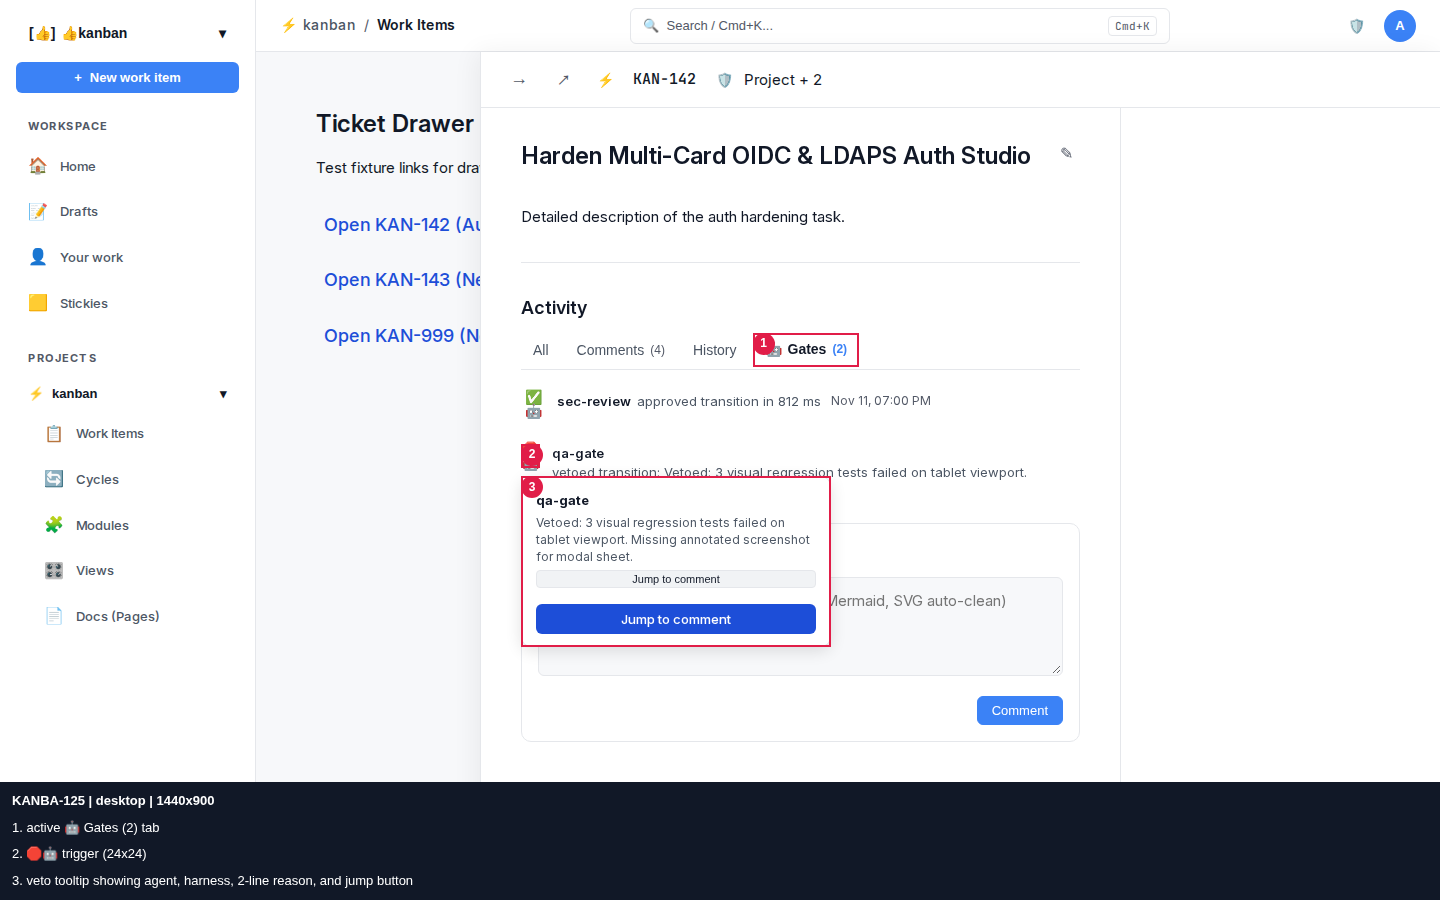 [👍] 👍kanban ▾
+ New work item
WORKSPACE
🏠 Home
📝 Drafts
👤 Your work
🟨 Stickies
PROJECTS
⚡ kanban ▾
📋 Work Items
🔄 Cycles
🧩 Modules
🎛️ Views
📄 Docs (Pages)
⚡ kanban / Work Items
🔍 Search / Cmd+K...
Cmd+K
🛡️ A
Ticket Drawer
Test fixture links for
Open KAN-142
Open KAN-143
Open KAN-999
→ ↗ ⚡ KAN-142 🛡️ Project + 2
Harden Multi-Card OIDC & LDAPS Auth Studio ✎
Detailed description of the auth hardening task.
Activity
All Comments (4) History 1 🤖 Gates (2)
✅🤖 sec-review approved transition in 812 ms Nov 11, 07:00 PM
2 qa-gate
vetoed transition: Vetoed: 3 visual regression tests failed on tablet viewport.
3
qa-gate
Vetoed: 3 visual regression tests failed on
tablet viewport. Missing annotated screenshot
for modal sheet.
Jump to comment
Jump to comment
Mermaid, SVG auto-clean)
Comment
KANBA-125 | desktop | 1440x900
1. active 🤖 Gates (2) tab
2. 🛑🤖 trigger (24x24)
3. veto tooltip showing agent, harness, 2-line reason, and jump button